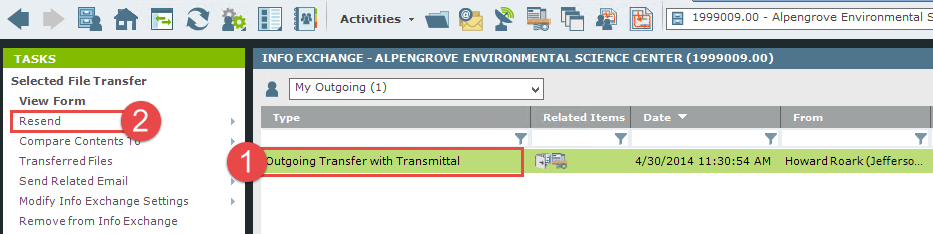 Activities
1999009.00 - Alpengrove Environmental S
TASKS
Selected File Transfer
View Form
Resend
2
Compare Contents To
Transferred Files
Send Related Email
Modify Info Exchange Settings
Remove from Info Exchange
INFO EXCHANGE - ALPENGROVE ENVIRONMENTAL SCIENCE CENTER (1999009.00)
My Outgoing (1)
Type Related Items Date From
1
Outgoing Transfer with Transmittal 4/30/2014 11:30:54 AM Howard Roark (Jefferso...